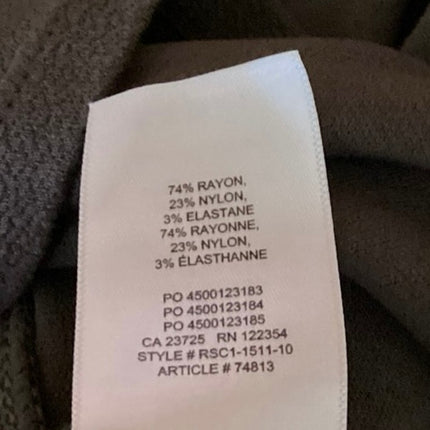 74% RAYON,
23% NYLON,
3% ELASTANE
74% RAYONNE,
23% NYLON,
3% ÉLASTHANNE
PO 4500123183
PO 4500123184
PO 4500123185
CA 23725 RN 122354
STYLE # RSC1-1511-10
ARTICLE # 74813